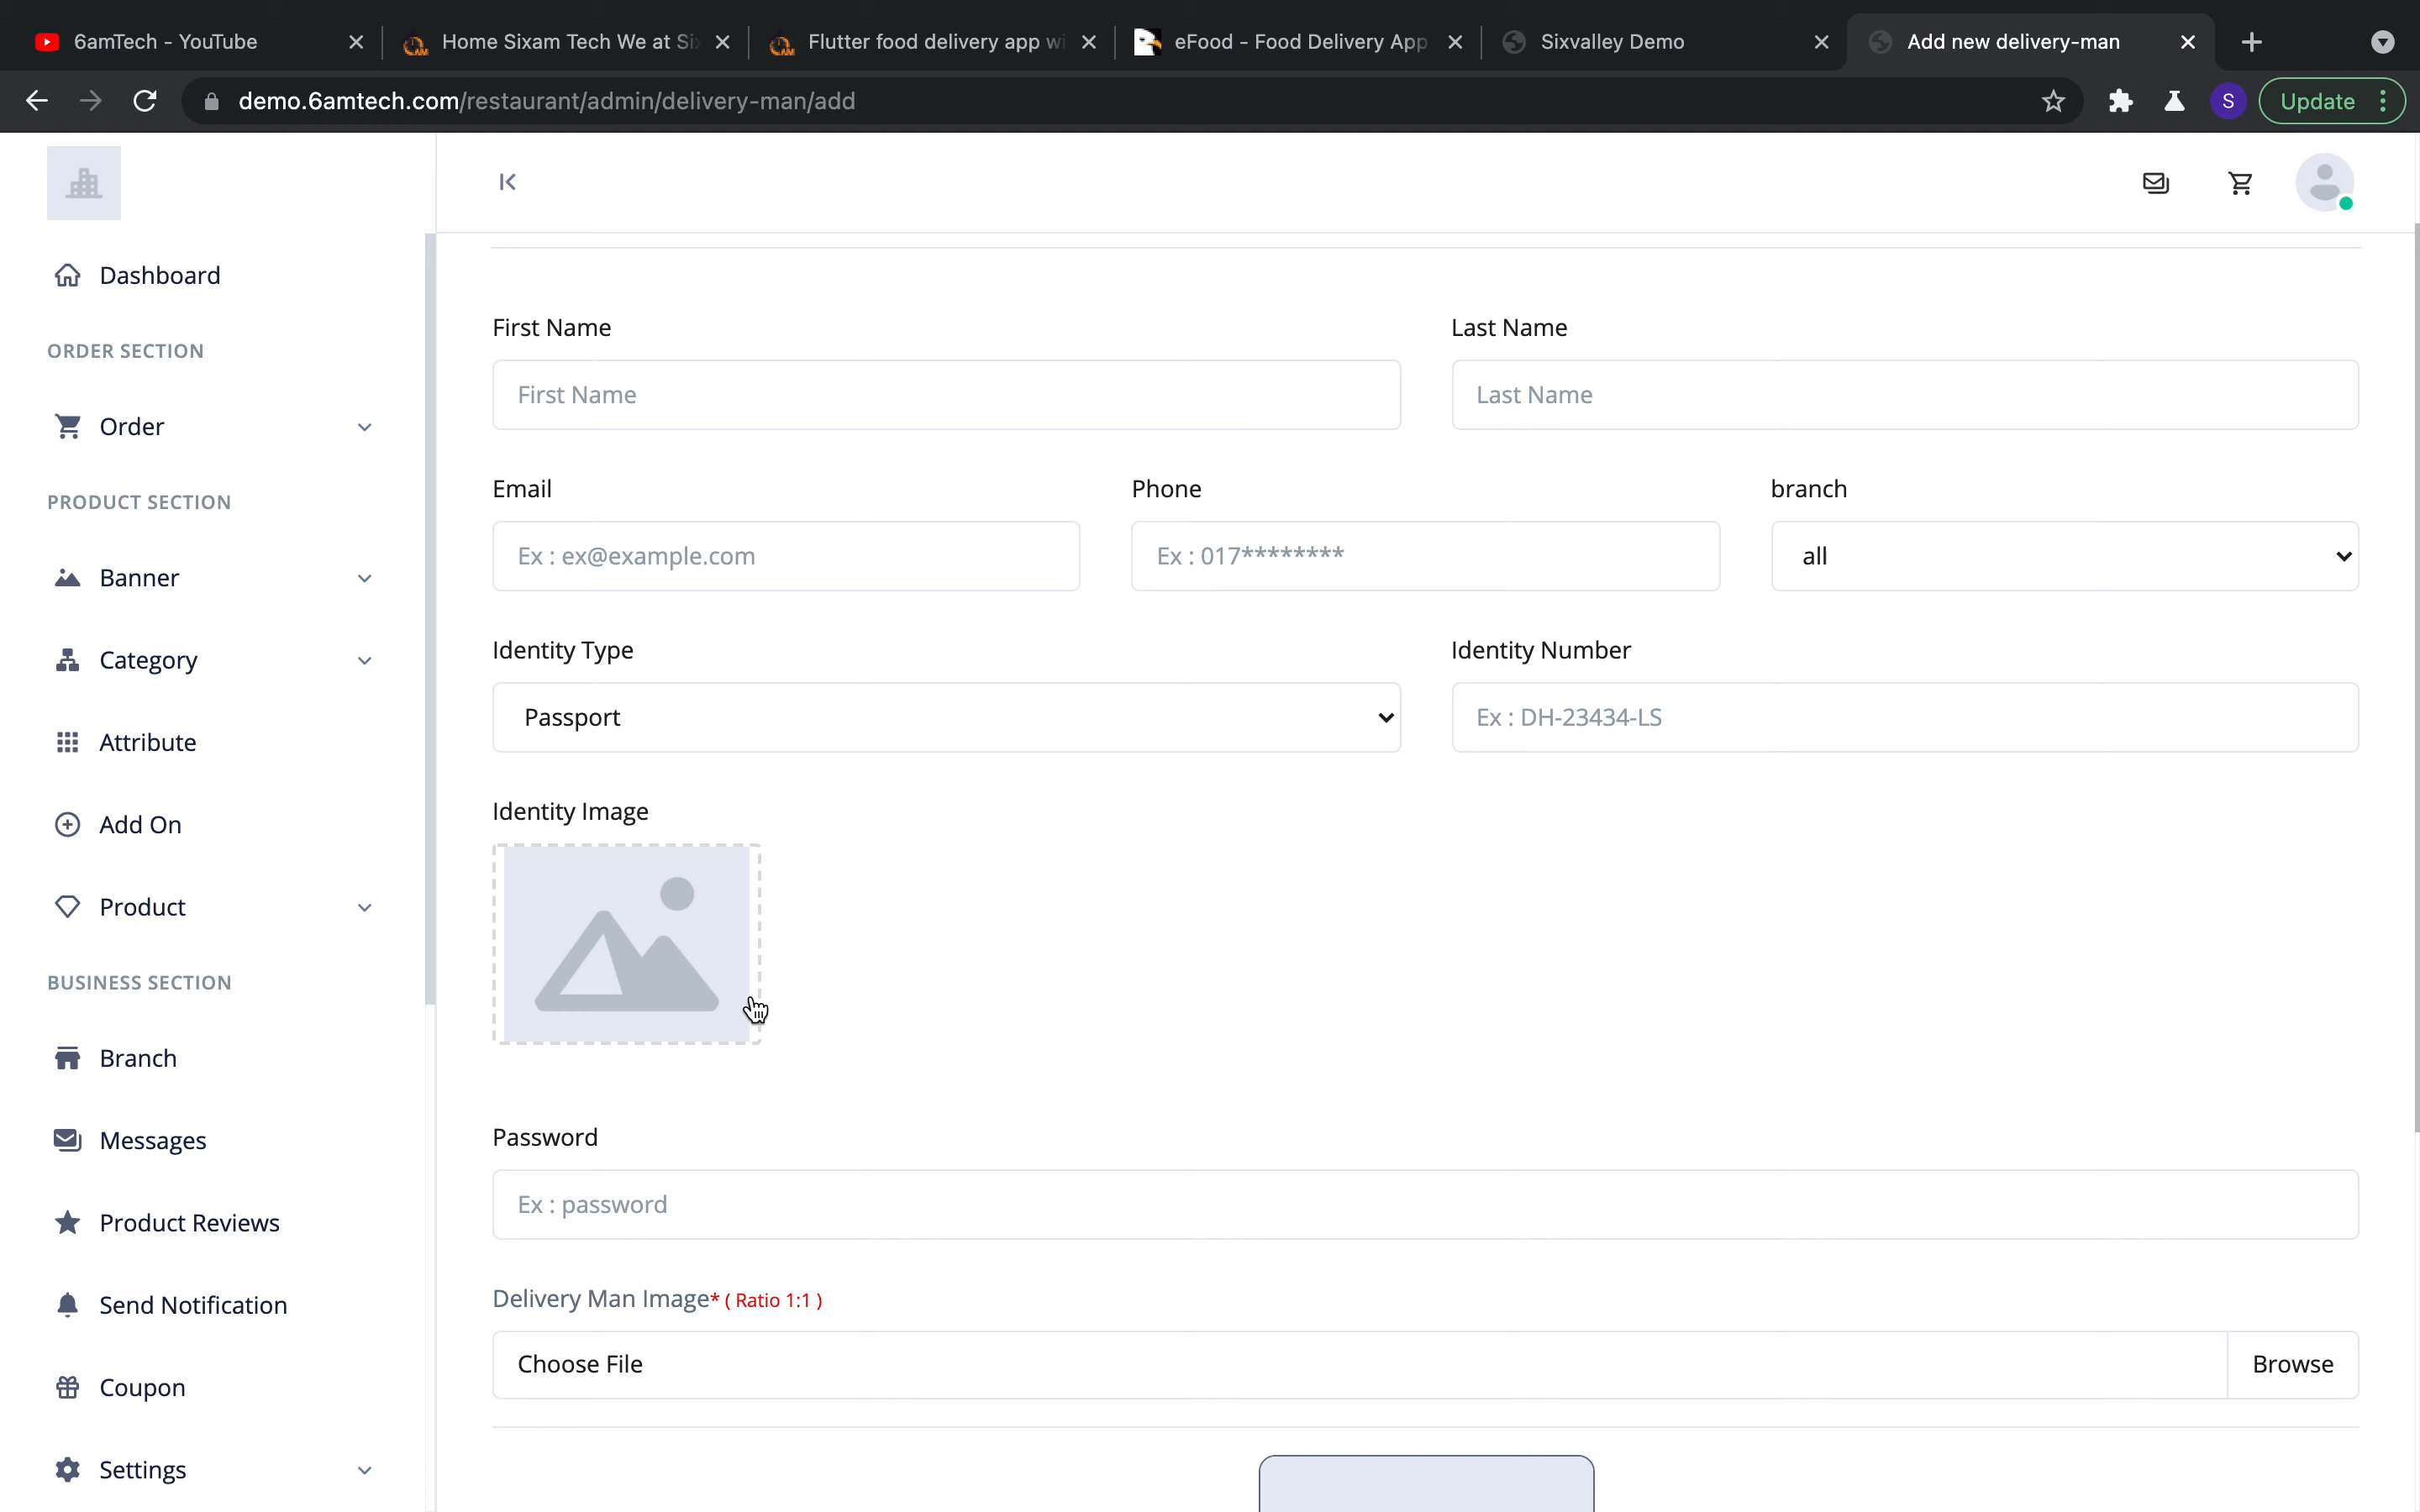 6amTech - YouTube
Home Sixam Tech We at Si
Flutter food delivery app wi
eFood - Food Delivery App
Sixvalley Demo
Add new delivery-man
demo.6amtech.com/restaurant/admin/delivery-man/add
S
Update
Dashboard
ORDER SECTION
Order
PRODUCT SECTION
Banner
Category
Attribute
Add On
Product
BUSINESS SECTION
Branch
Messages
Product Reviews
Send Notification
Coupon
Settings
First Name
Last Name
First Name
Last Name
Email
Phone
branch
Ex : ex@example.com
Ex : 017********
all
Identity Type
Identity Number
Passport
Ex : DH-23434-LS
Identity Image
Password
Ex : password
Delivery Man Image* ( Ratio 1:1 )
Choose File
Browse